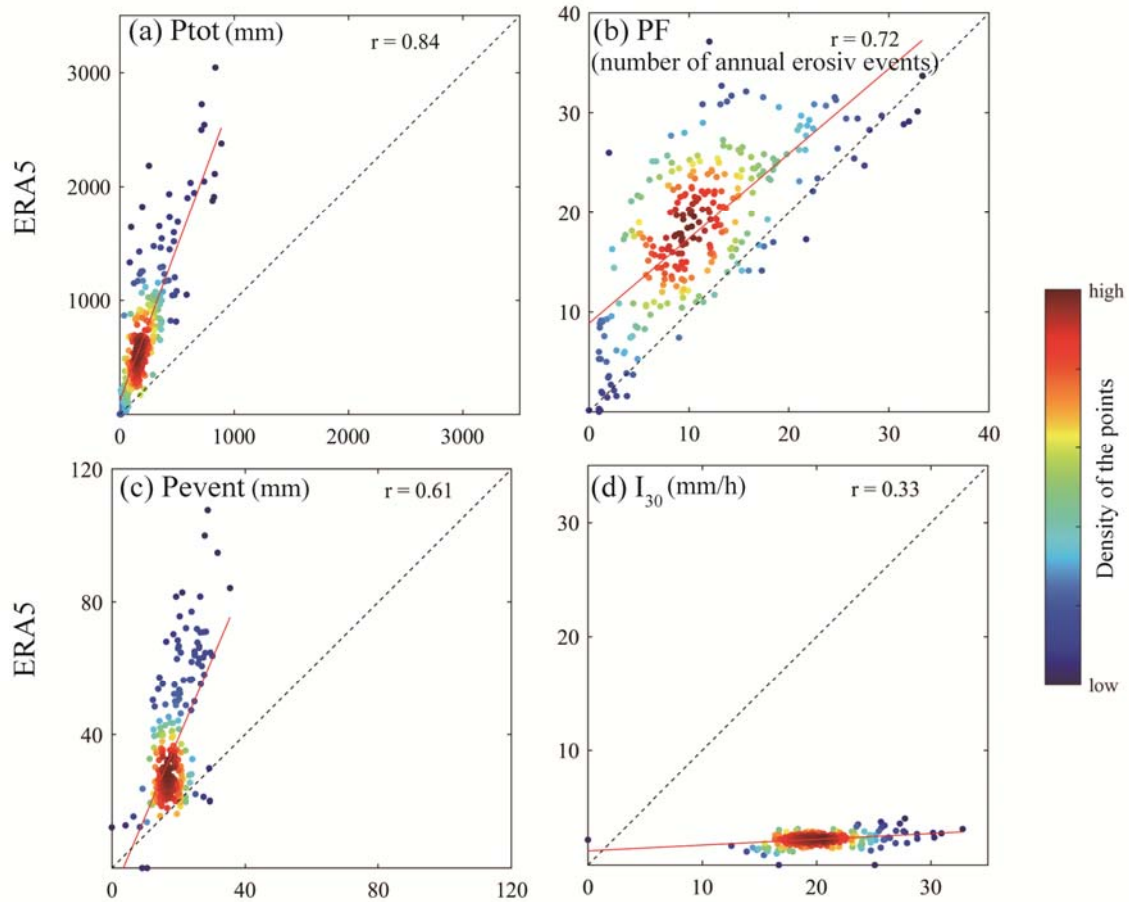 (a) Ptot (mm)
r = 0.84
3000
2000
1000
0
1000
2000
3000
ERA5
(b) PF
r = 0.72
(number of annual erosiv events)
40
30
20
10
0
10
20
30
40
(c) Pevent (mm)
r = 0.61
120
80
40
0
40
80
120
ERA5
(d) I30 (mm/h)
r = 0.33
30
20
10
0
10
20
30
high
Density of the points
low